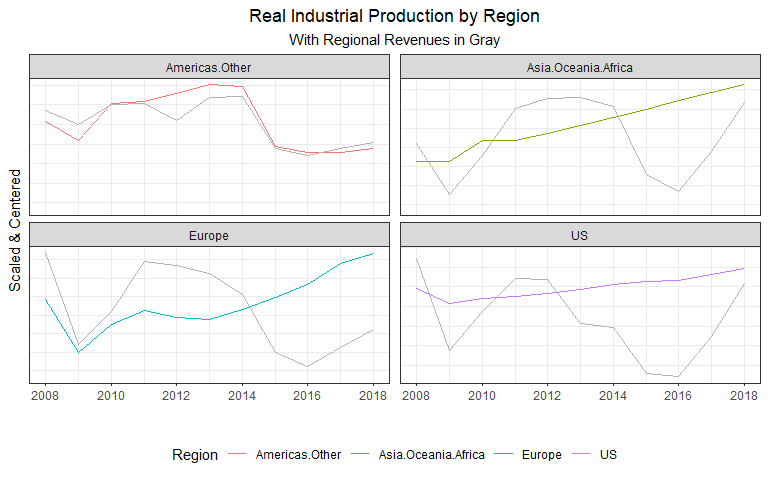 Real Industrial Production by Region
With Regional Revenues in Gray
Americas.Other
Asia.Oceania.Africa
Scaled & Centered
Europe
US
2008 2010 2012 2014 2016 2018
2008 2010 2012 2014 2016 2018
Region Americas.Other Asia.Oceania.Africa Europe US